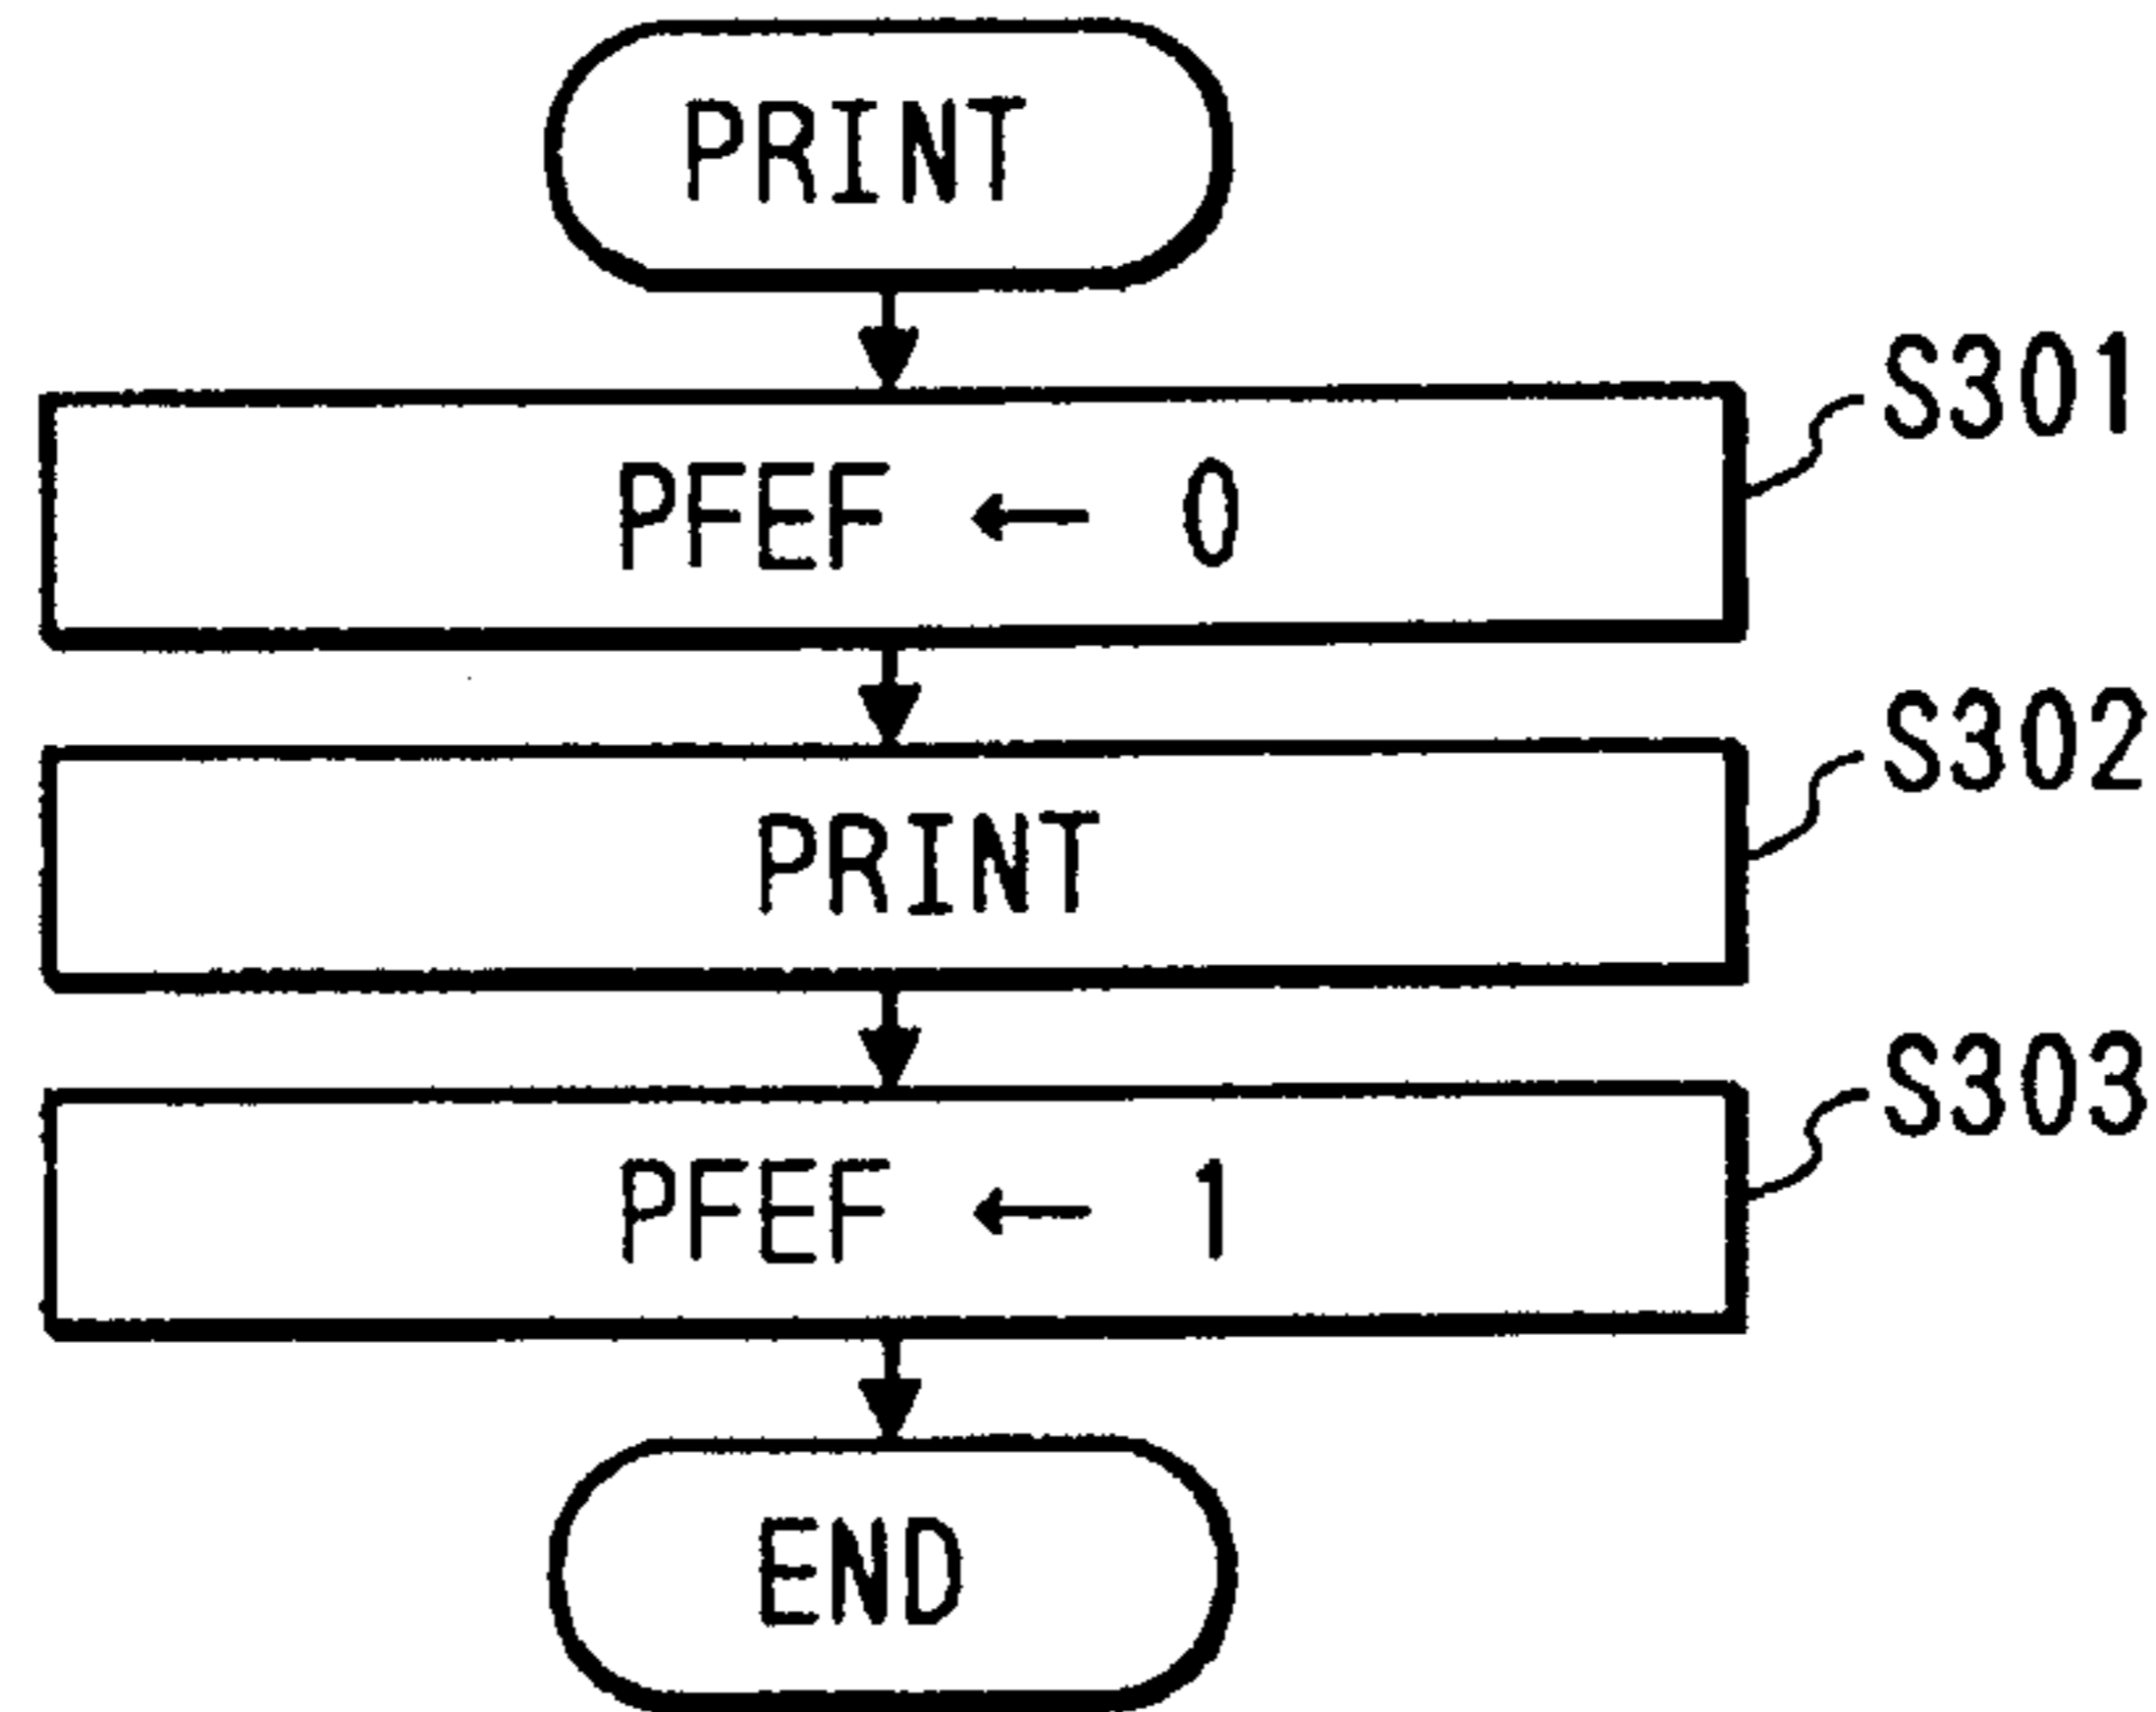 PRINT
S301
PFEF ← 0
S302
PRINT
S303
PFEF ← 1
END